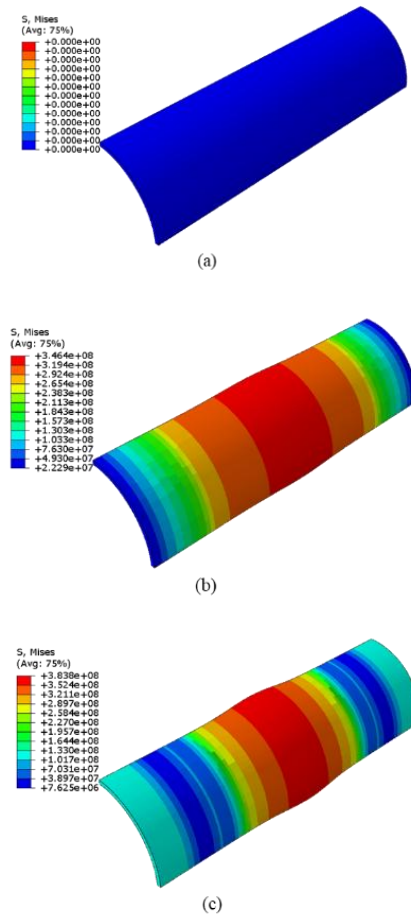 S, Mises
(Avg: 75%)
+0.000e+00
+0.000e+00
+0.000e+00
+0.000e+00
+0.000e+00
+0.000e+00
+0.000e+00
+0.000e+00
+0.000e+00
+0.000e+00
+0.000e+00
+0.000e+00
+0.000e+00
(a)
S, Mises
(Avg: 75%)
+3.464e+08
+3.194e+08
+2.924e+08
+2.654e+08
+2.383e+08
+2.113e+08
+1.843e+08
+1.573e+08
+1.303e+08
+1.033e+08
+7.630e+07
+4.930e+07
+2.229e+07
(b)
S, Mises
(Avg: 75%)
+3.838e+08
+3.524e+08
+3.211e+08
+2.897e+08
+2.584e+08
+2.270e+08
+1.957e+08
+1.644e+08
+1.330e+08
+1.017e+08
+7.031e+07
+3.897e+07
+7.625e+06
(c)